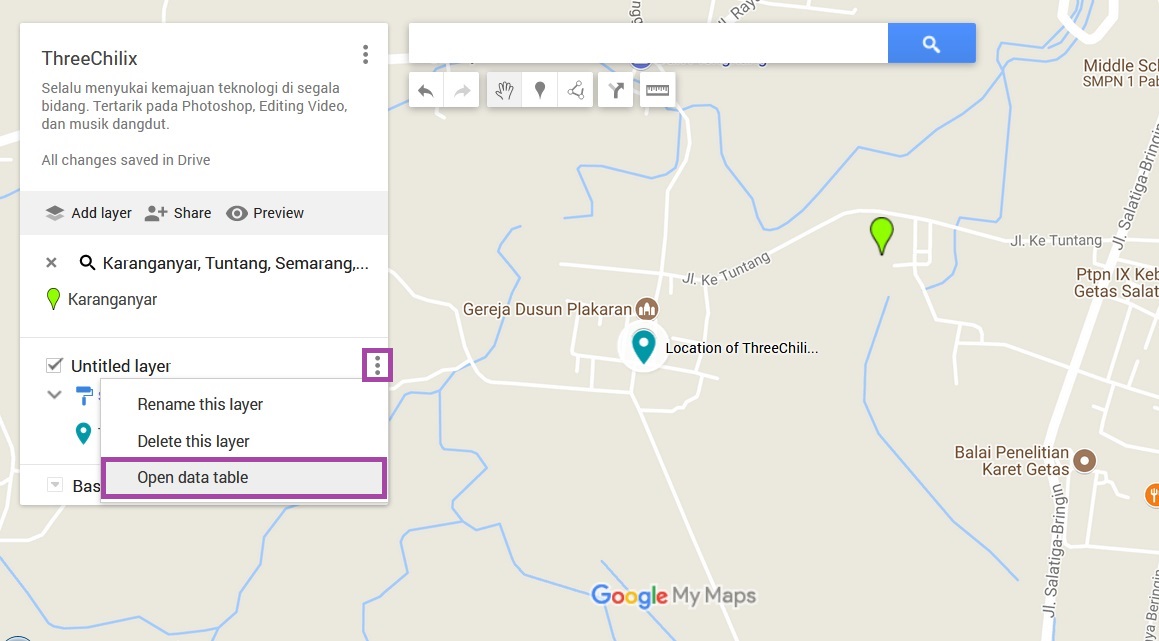 ThreeChilix
Selalu menyukai kemajuan teknologi di segala
bidang. Tertarik pada Photoshop, Editing Video,
dan musik dangdut.
All changes saved in Drive
Add layer
Share
Preview
Karanganyar, Tuntang, Semarang,...
Karanganyar
Untitled layer
Rename this layer
Delete this layer
Open data table
Bas
Jl. Raya
Middle Sc
SMPN 1 Pab
Jl. Salatiga-Bringin
Jl. Ke Tuntang
Jl. Ke Tuntang
Ptpn IX Keb
Getas Salat
Gereja Dusun Plakaran
Location of ThreeChili...
Balai Penelitian
Karet Getas
Jl. Salatiga-Bringin
Google My Maps